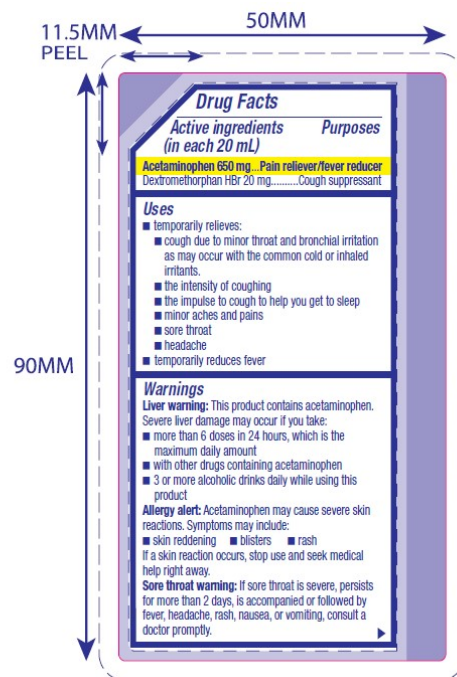 50MM
11.5MM
PEEL
90MM
Drug Facts
Active ingredients Purposes
(in each 20 mL)
Acetaminophen 650 mg...Pain reliever/fever reducer
Dextromethorphan HBr 20 mg..........Cough suppressant
Uses
■ temporarily relieves:
■ cough due to minor throat and bronchial irritation
as may occur with the common cold or inhaled
irritants.
■ the intensity of coughing
■ the impulse to cough to help you get to sleep
■ minor aches and pains
■ sore throat
■ headache
■ temporarily reduces fever
Warnings
Liver warning: This product contains acetaminophen.
Severe liver damage may occur if you take:
■ more than 6 doses in 24 hours, which is the
maximum daily amount
■ with other drugs containing acetaminophen
■ 3 or more alcoholic drinks daily while using this
product
Allergy alert: Acetaminophen may cause severe skin
reactions. Symptoms may include:
■ skin reddening ■ blisters ■ rash
If a skin reaction occurs, stop use and seek medical
help right away.
Sore throat warning: If sore throat is severe, persists
for more than 2 days, is accompanied or followed by
fever, headache, rash, nausea, or vomiting, consult a
doctor promptly.